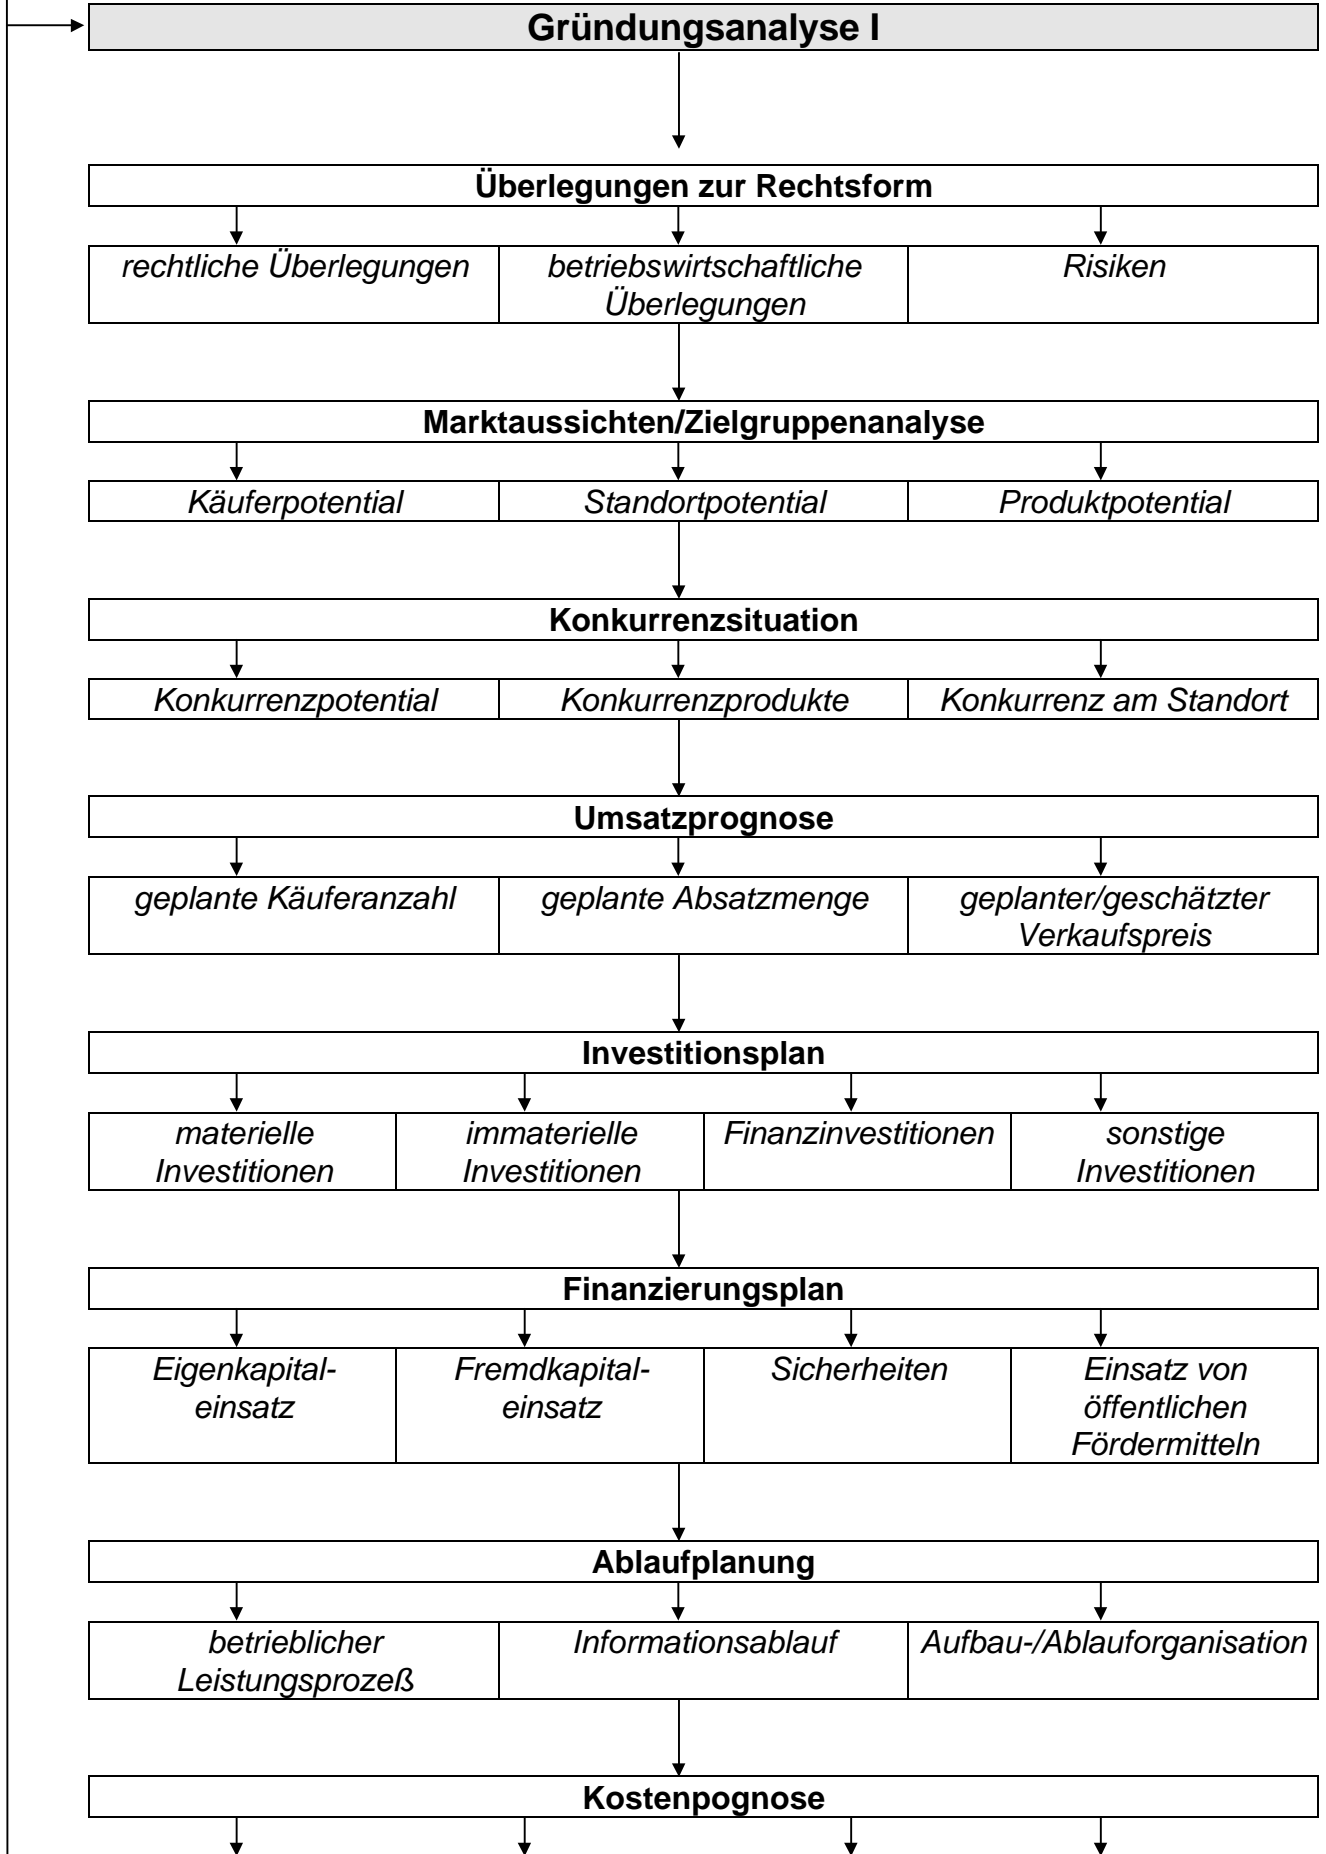 Gründungsanalyse I
Überlegungen zur Rechtsform
rechtliche Überlegungen
betriebswirtschaftliche
Überlegungen
Risiken
Marktaussichten/Zielgruppenanalyse
Käuferpotential
Standortpotential
Produktpotential
Konkurrenzsituation
Konkurrenzpotential
Konkurrenzprodukte
Konkurrenz am Standort
Umsatzprognose
geplante Käuferanzahl
geplante Absatzmenge
geplanter/geschätzter
Verkaufspreis
Investitionsplan
materielle
Investitionen
immaterielle
Investitionen
Finanzinvestitionen
sonstige
Investitionen
Finanzierungsplan
Eigenkapital-
einsatz
Fremdkapital-
einsatz
Sicherheiten
Einsatz von
öffentlichen
Fördermitteln
Ablaufplanung
betrieblicher
Leistungsprozeß
Informationsablauf
Aufbau-/Ablauforganisation
Kostenpognose